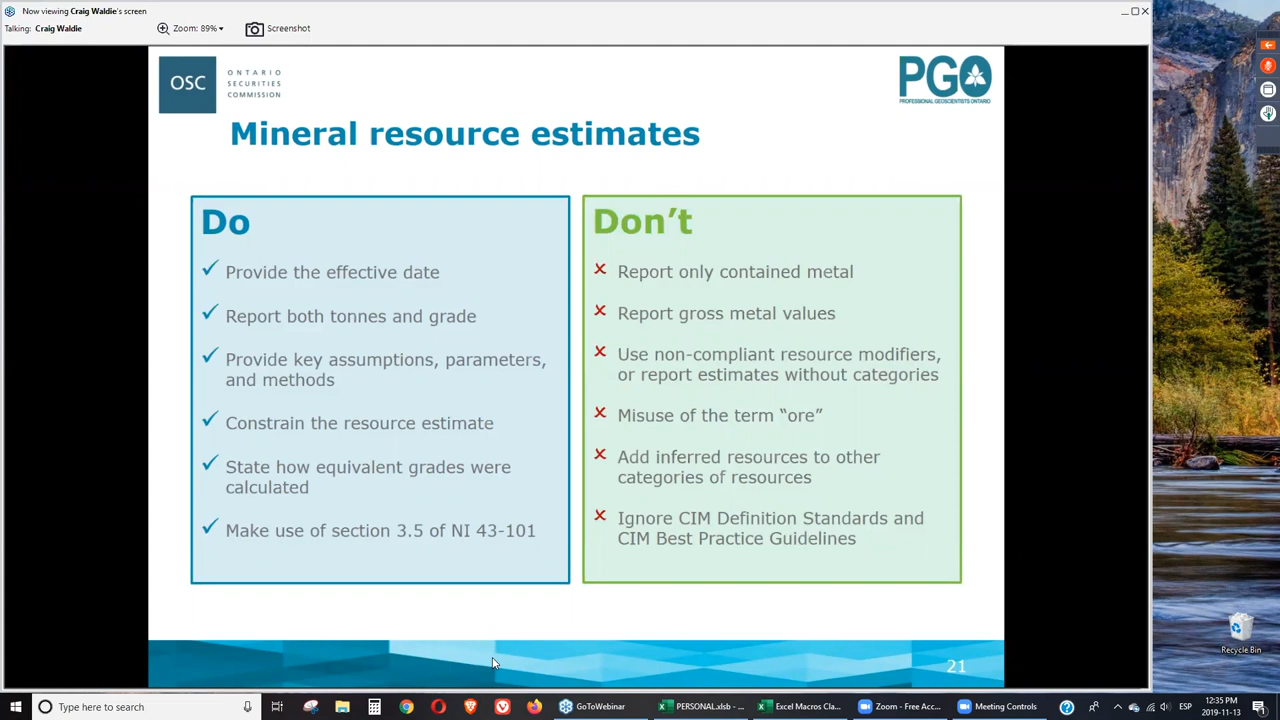 Now viewing Craig Waldie's screen
Talking: Craig Waldie
Zoom: 89%
Screenshot
OSC
ONTARIO
SECURITIES
COMMISSION
PGO
PROFESSIONAL GEOSCIENTISTS ONTARIO
Mineral resource estimates
Do
✓ Provide the effective date
✓ Report both tonnes and grade
✓ Provide key assumptions, parameters,
and methods
✓ Constrain the resource estimate
✓ State how equivalent grades were
calculated
✓ Make use of section 3.5 of NI 43-101
Don't
✗ Report only contained metal
✗ Report gross metal values
✗ Use non-compliant resource modifiers,
or report estimates without categories
✗ Misuse of the term “ore”
✗ Add inferred resources to other
categories of resources
✗ Ignore CIM Definition Standards and
CIM Best Practice Guidelines
21
Recycle Bin
Type here to search
GoToWebinar
PERSONAL.xlsb - ...
Excel Macros Cla...
Zoom - Free Acc...
Meeting Controls
ESP
12:35 PM
2019-11-13
1